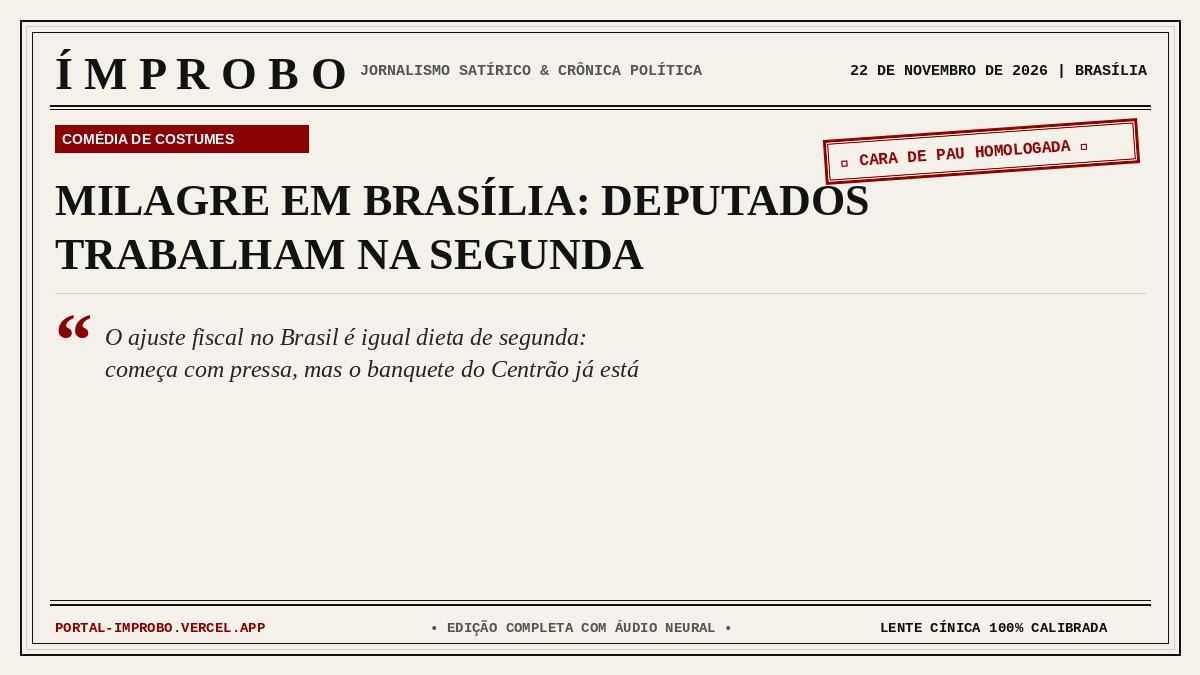 ÍMPROBO
JORNALISMO SATÍRICO & CRÔNICA POLÍTICA
22 DE NOVEMBRO DE 2026 | BRASÍLIA
COMÉDIA DE COSTUMES
CARA DE PAU HOMOLOGADA
MILAGRE EM BRASÍLIA: DEPUTADOS
TRABALHAM NA SEGUNDA
“ O ajuste fiscal no Brasil é igual dieta de segunda:
começa com pressa, mas o banquete do Centrão já está
PORTAL-IMPROBO.VERCEL.APP
• EDIÇÃO COMPLETA COM ÁUDIO NEURAL •
LENTE CÍNICA 100% CALIBRADA